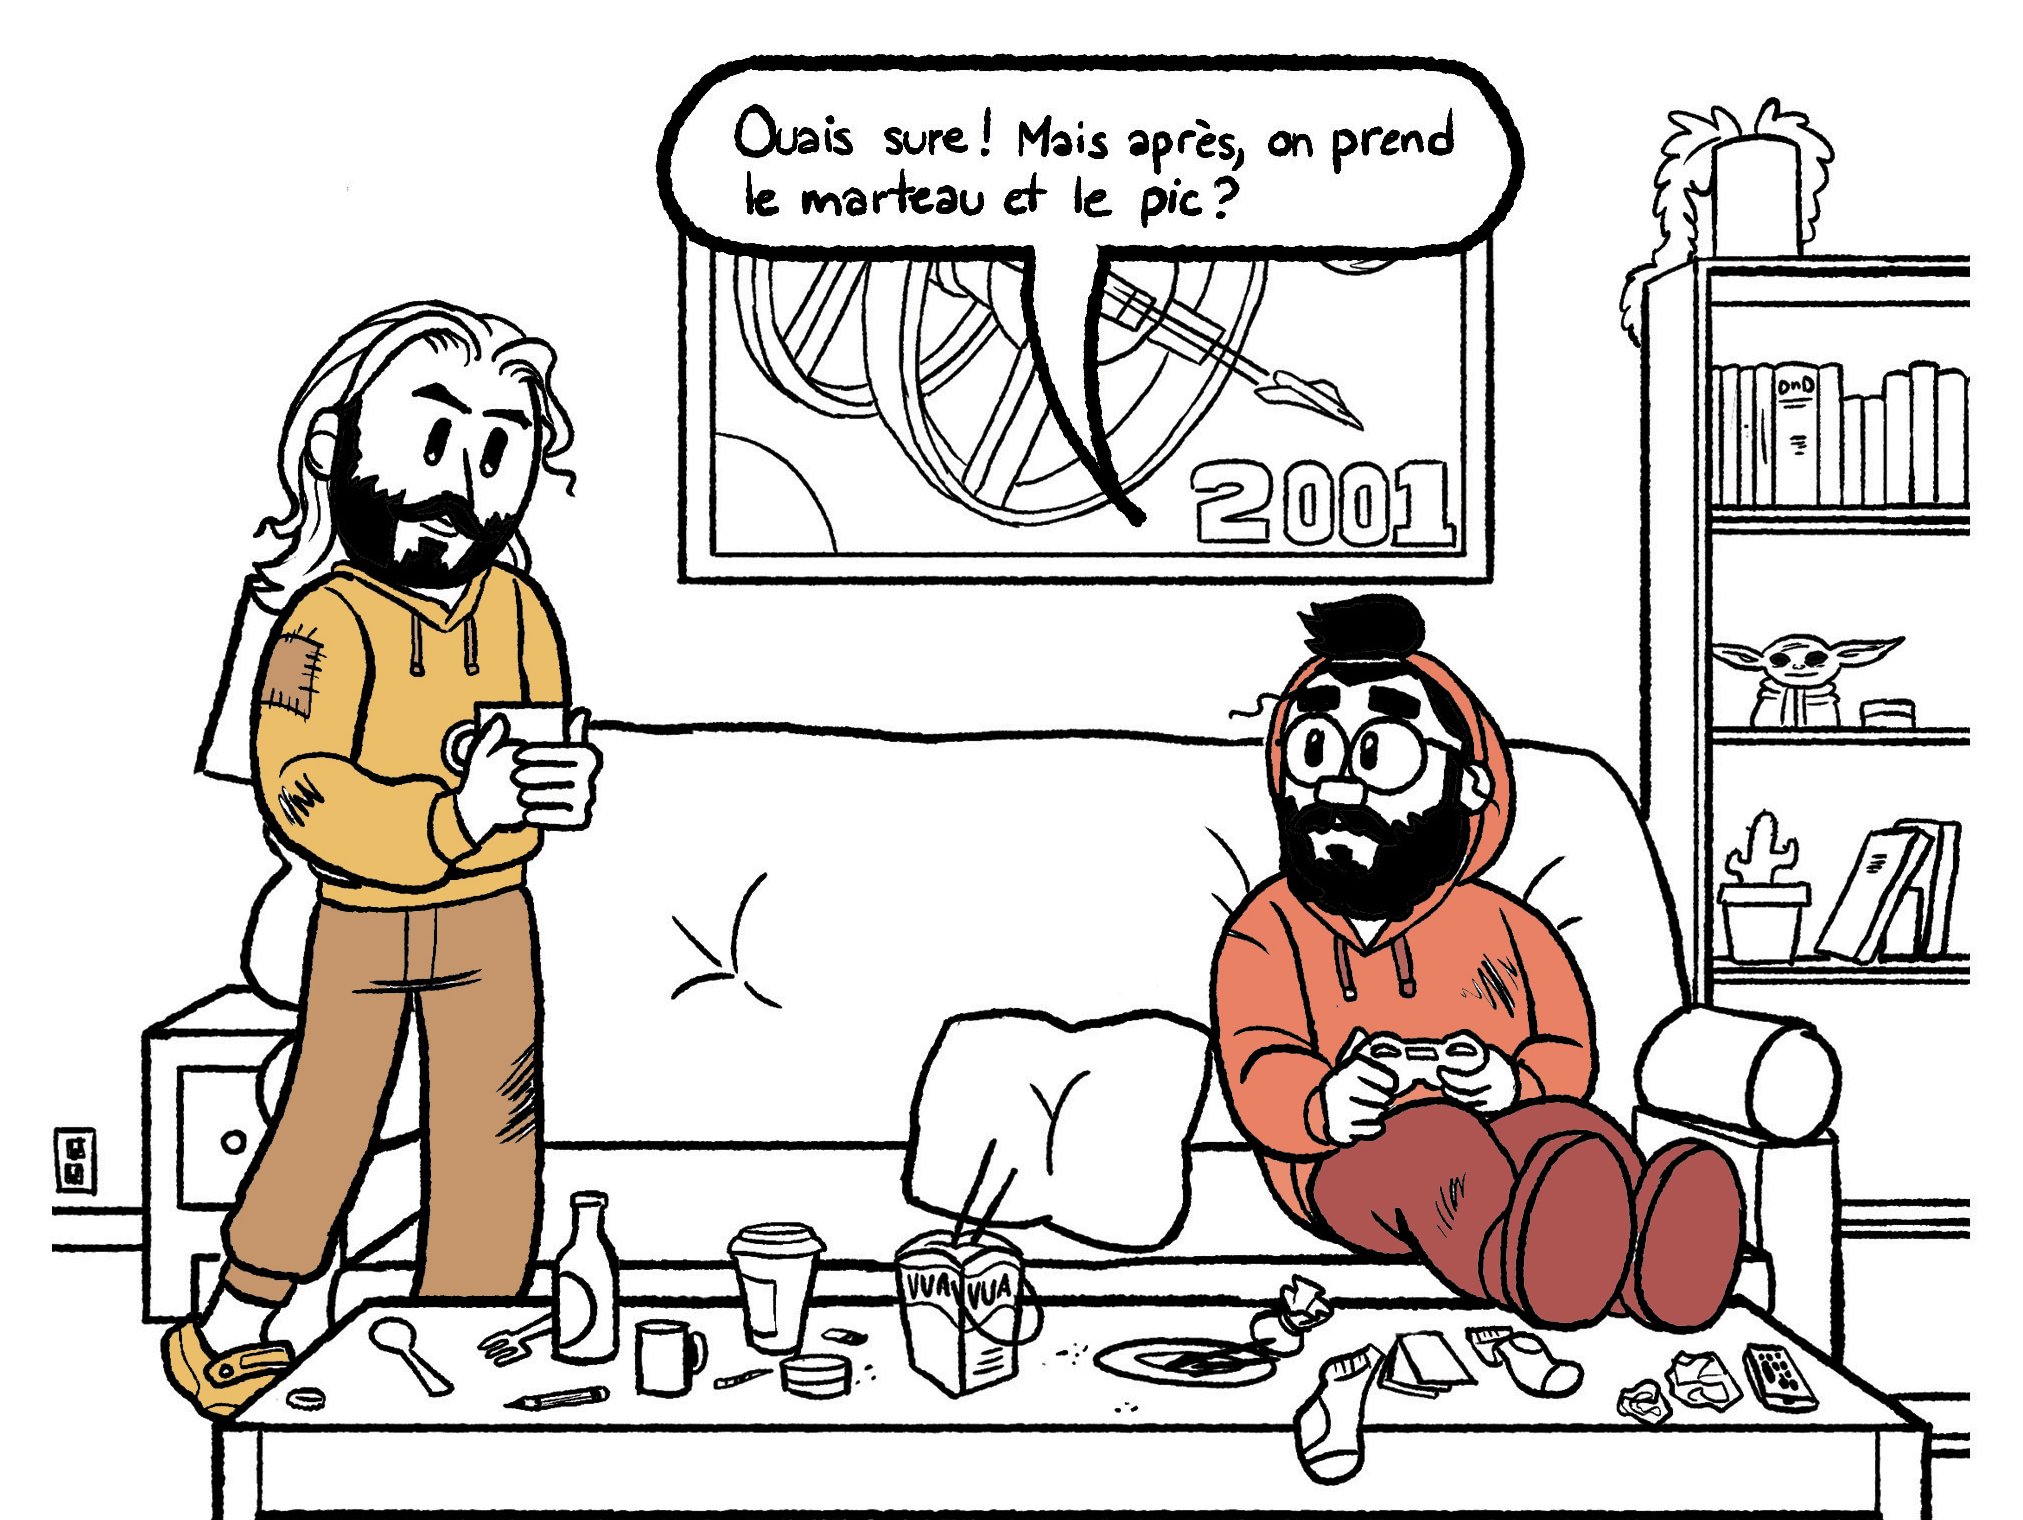 Ouais sure! Mais après, on prend
le marteau et le pic?
2001
DnD
VUA VUA